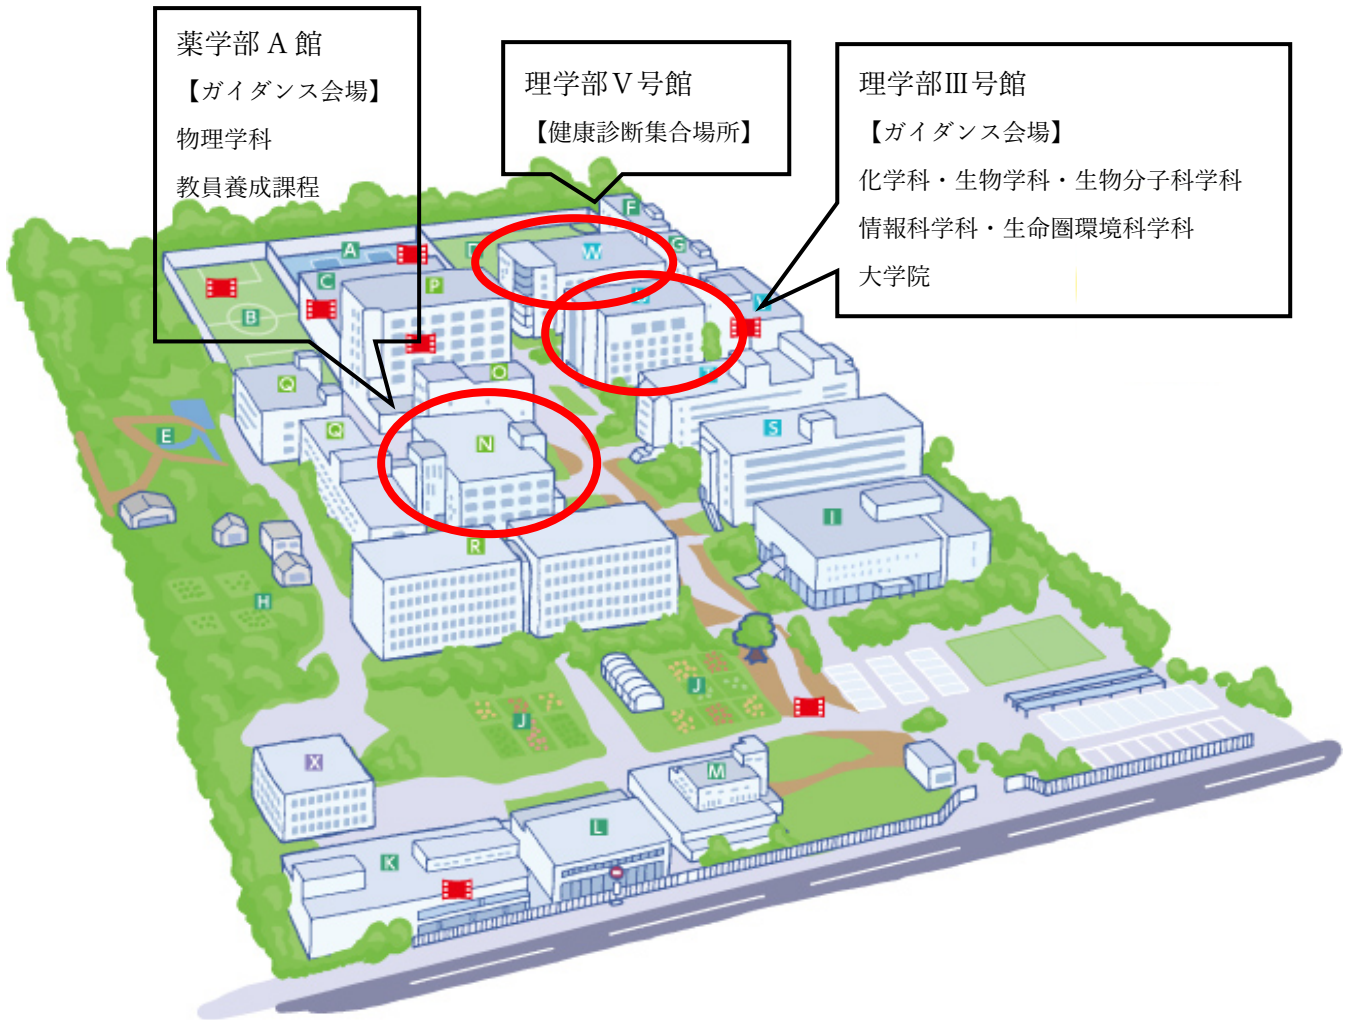 薬学部 A 館
【ガイダンス会場】
物理学科
教員養成課程
理学部Ⅴ号館
【健康診断集合場所】
理学部Ⅲ号館
【ガイダンス会場】
化学科・生物学科・生物分子科学科
情報科学科・生命圏環境科学科
大学院
F
A
W
G
C
P
B
O
Q
Q
N
S
E
I
R
H
J
J
X
M
L
K